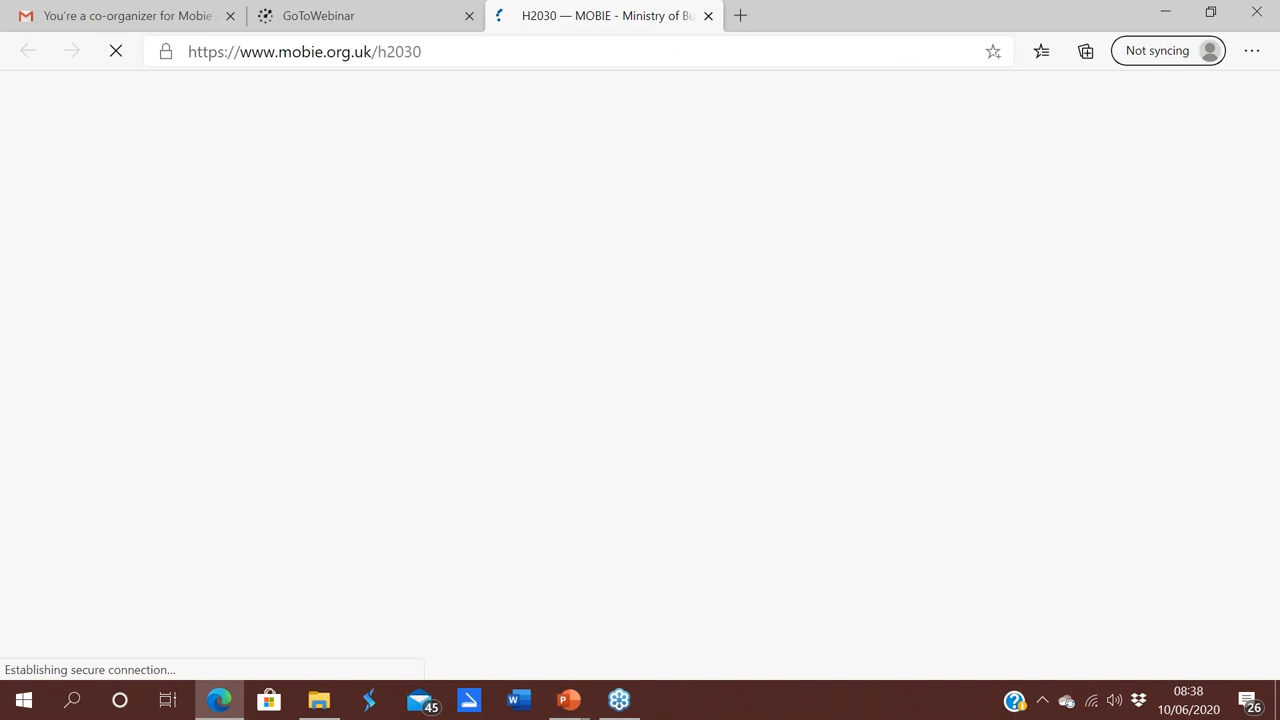 You're a co-organizer for Mobie'
GoToWebinar
H2030 — MOBIE - Ministry of Bu
https://www.mobie.org.uk/h2030
Not syncing
Establishing secure connection...
45
08:38
10/06/2020
26